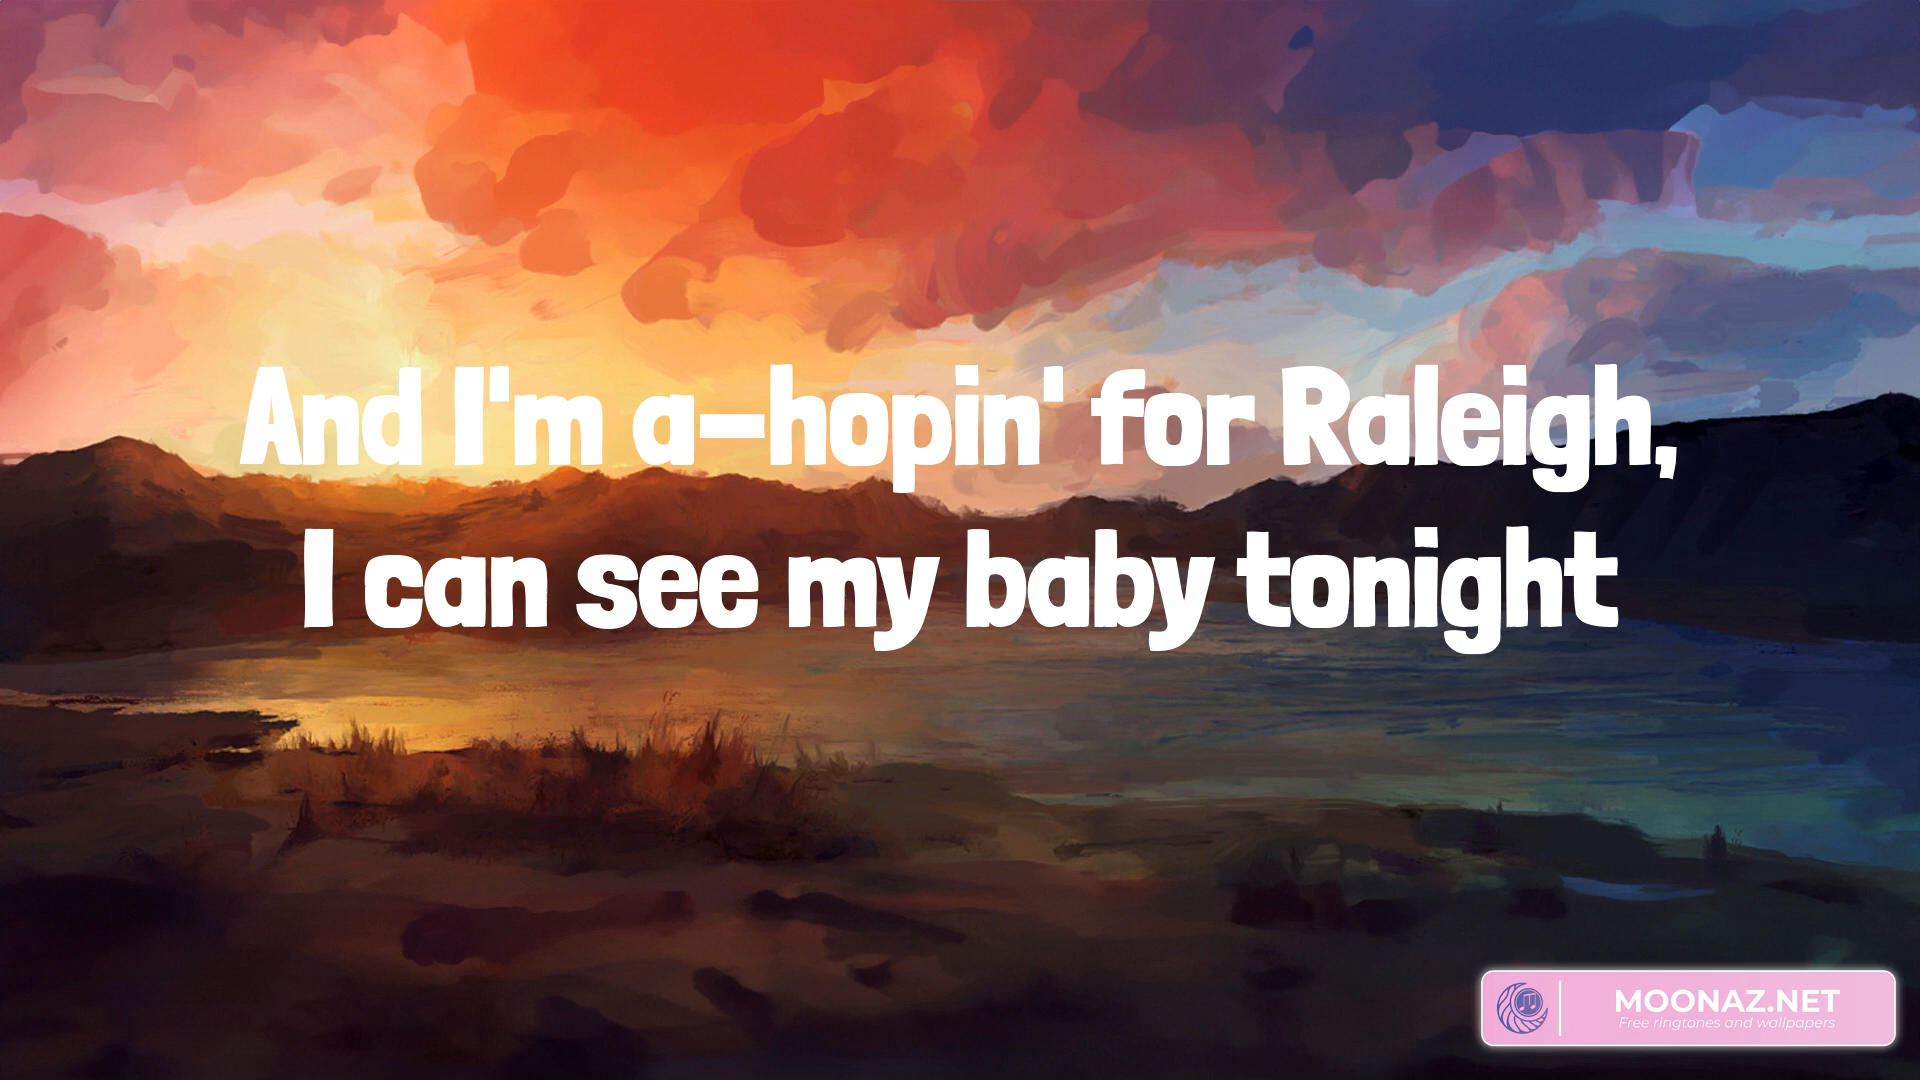 And I'm a-hopin' for Raleigh,
I can see my baby tonight
MOONAZ.NET
Free ringtones and wallpapers